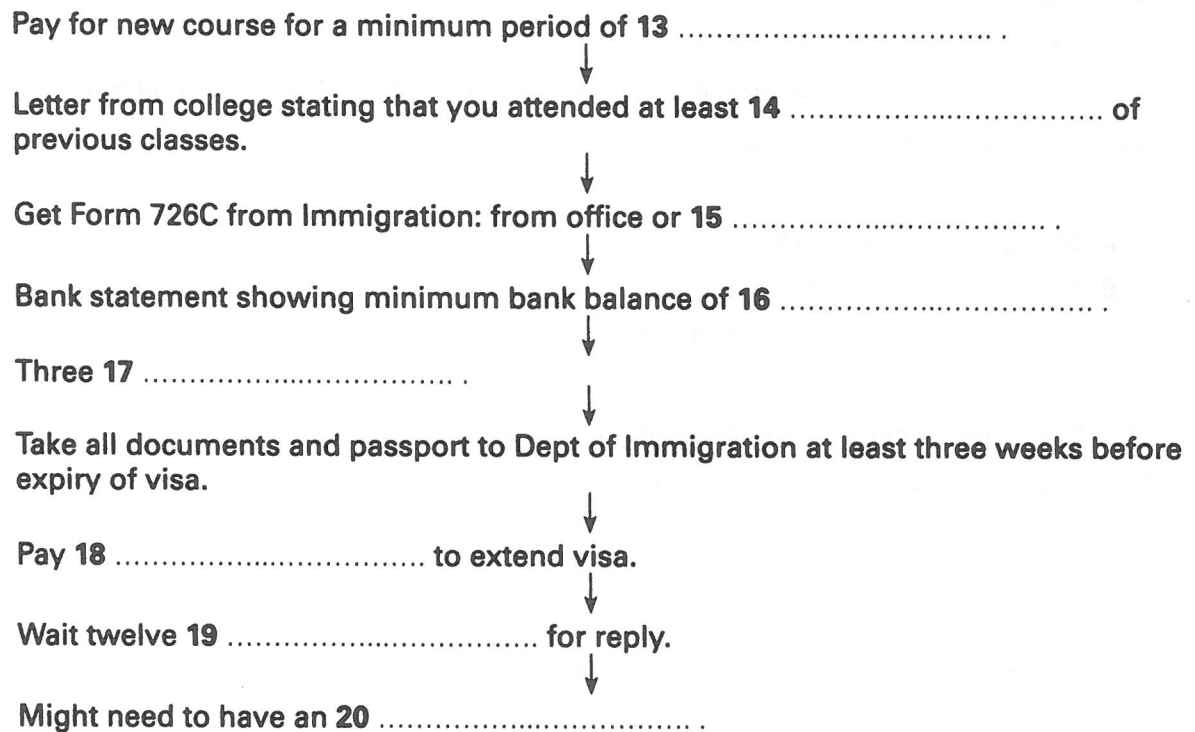 Pay for new course for a minimum period of 13 .................................. .
Letter from college stating that you attended at least 14 .................................. of
previous classes.
Get Form 726C from Immigration: from office or 15 .................................. .
Bank statement showing minimum bank balance of 16 .................................. .
Three 17 .................................. .
Take all documents and passport to Dept of Immigration at least three weeks before
expiry of visa.
Pay 18 .................................. to extend visa.
Wait twelve 19 .................................. for reply.
Might need to have an 20 .................................. .